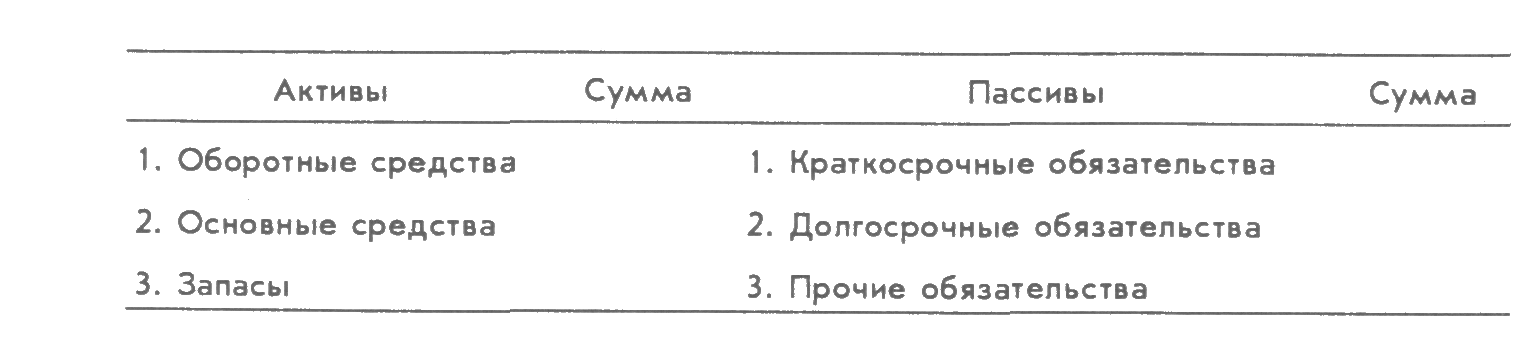 Активы Сумма Пассивы Сумма
1. Оборотные средства 1. Краткосрочные обязательства
2. Основные средства 2. Долгосрочные обязательства
3. Запасы 3. Прочие обязательства